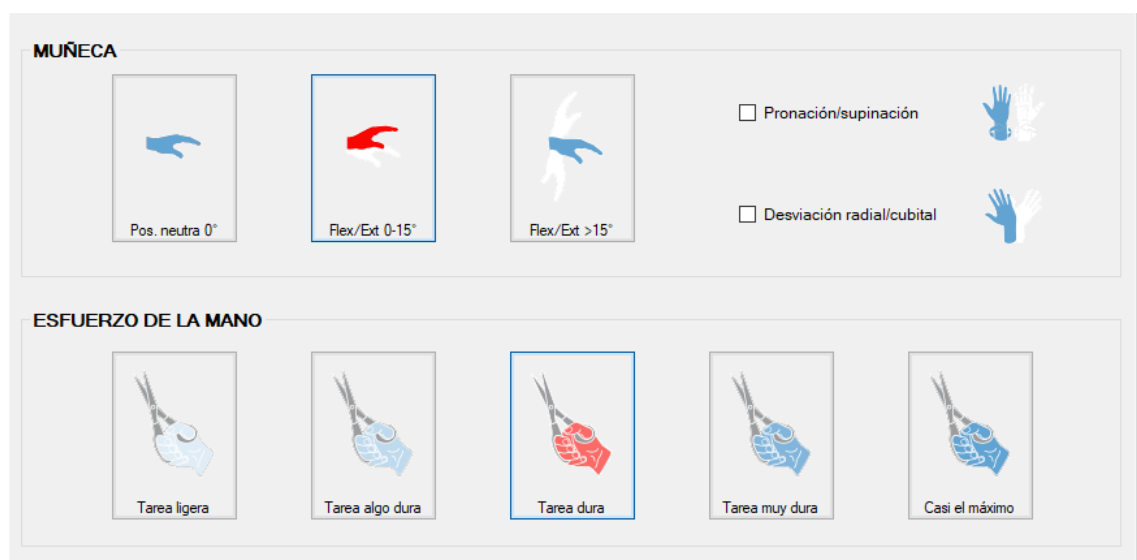 MUÑECA
Pos. neutra 0°
Flex/Ext 0-15°
Flex/Ext >15°
Pronación/supinación
Desviación radial/cubital
ESFUERZO DE LA MANO
Tarea ligera
Tarea algo dura
Tarea dura
Tarea muy dura
Casi el máximo